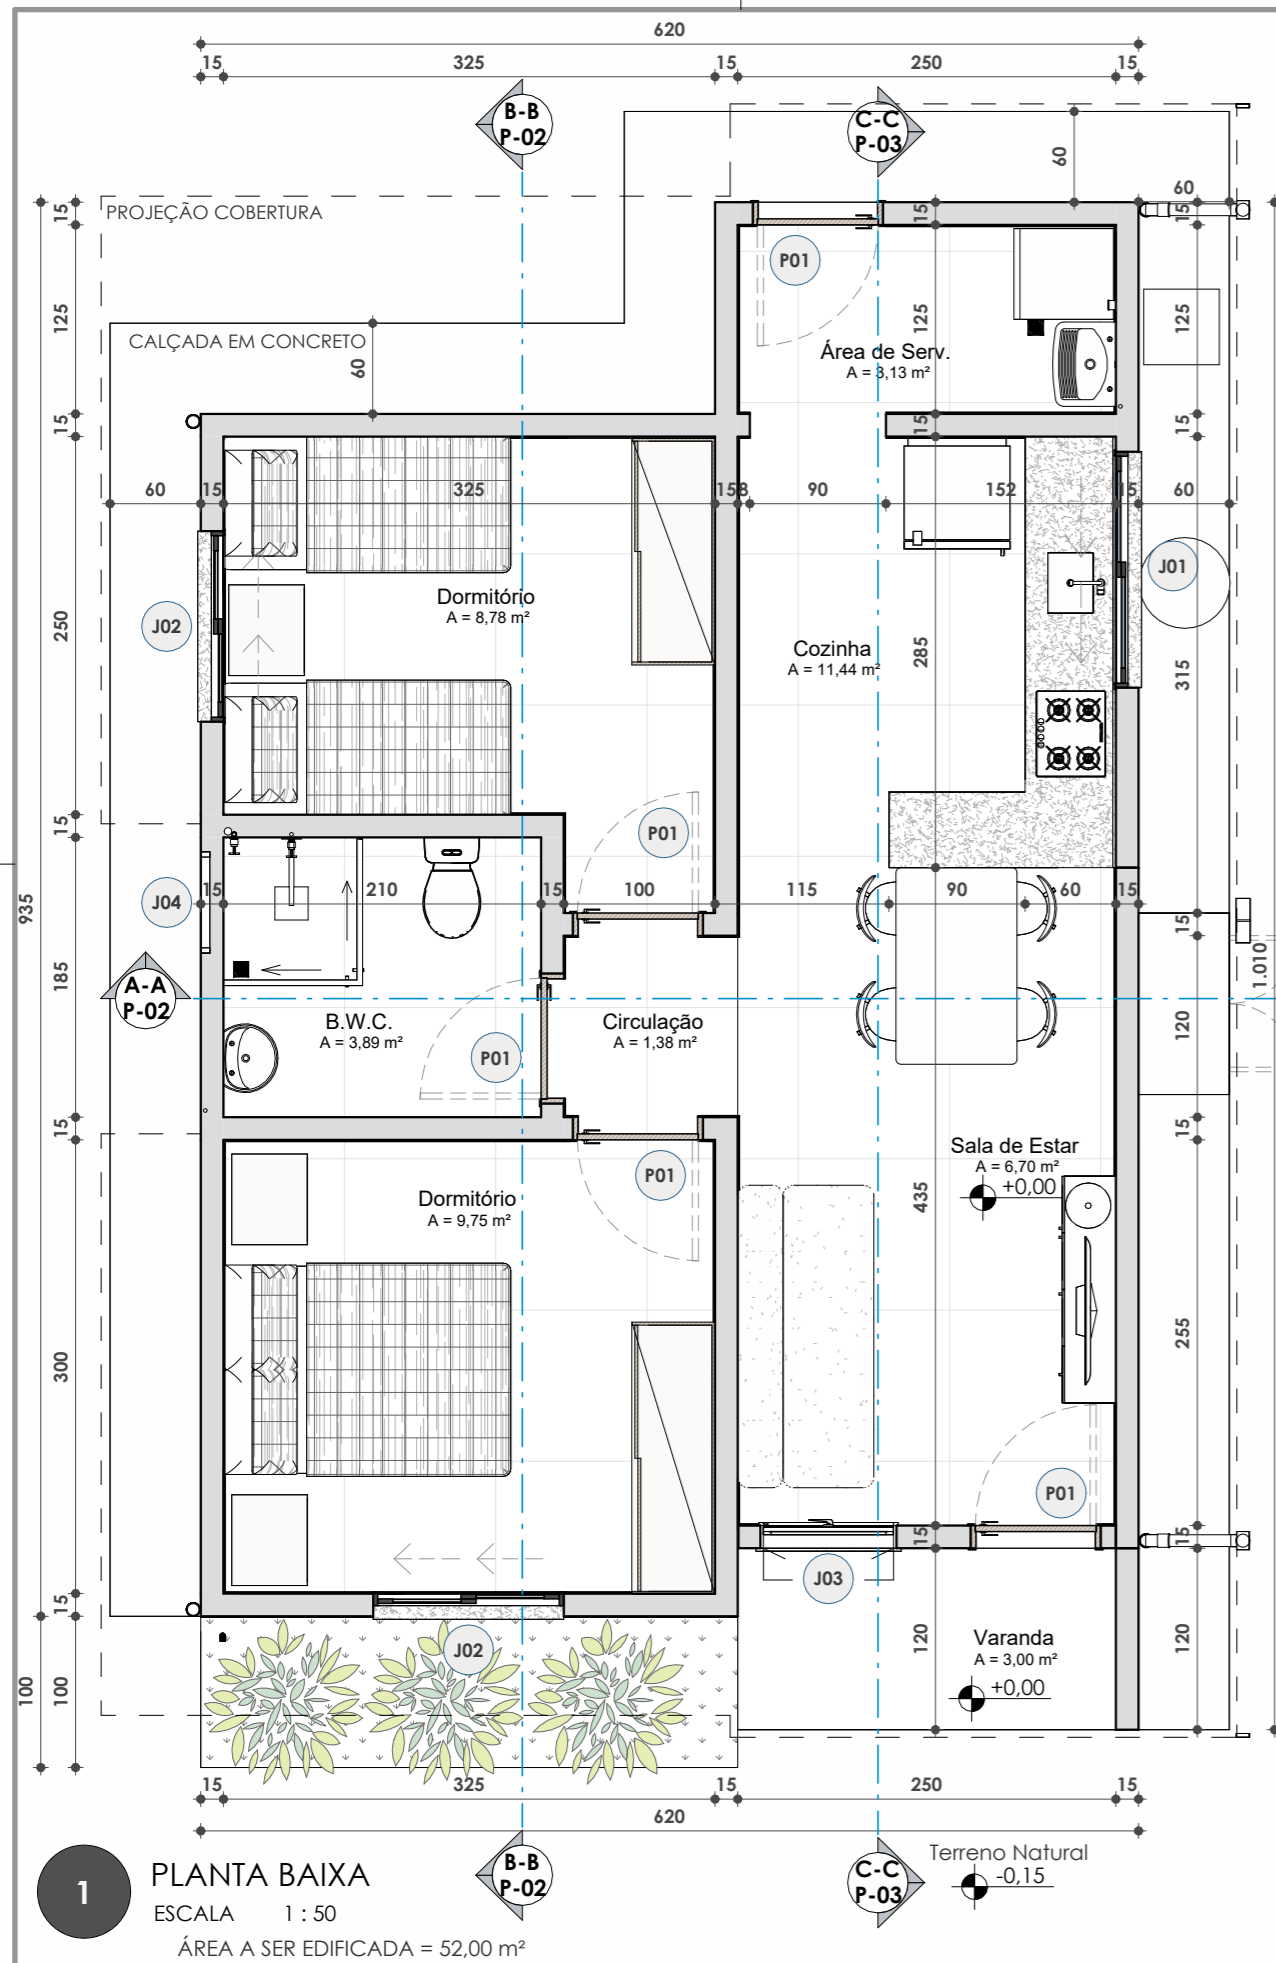 620
15 325 15 250 15
B-B
P-02
C-C
P-03
60
60
15
15
15
PROJEÇÃO COBERTURA
P01
125
125
125
CALÇADA EM CONCRETO
60
Área de Serv.
A = 3,13 m²
15
15
15
60 15 325 15 8 90 152 15 60
J01
Dormitório
A = 8,78 m²
J02
250
Cozinha
A = 11,44 m²
285
315
15
P01
935
J04
15 210 15 100 115 90 60 15
15
1.010
A-A
P-02
185
B.W.C.
A = 3,89 m²
P01
Circulação
A = 1,38 m²
120
15
15
Sala de Estar
A = 6,70 m²
+0,00
P01
435
Dormitório
A = 9,75 m²
300
255
P01
15
15
J03
15
J02
100
100
120
Varanda
A = 3,00 m²
+0,00
120
15 325 15 250 15
620
B-B
P-02
C-C
P-03
Terreno Natural
-0,15
1
PLANTA BAIXA
ESCALA 1 : 50
ÁREA A SER EDIFICADA = 52,00 m²